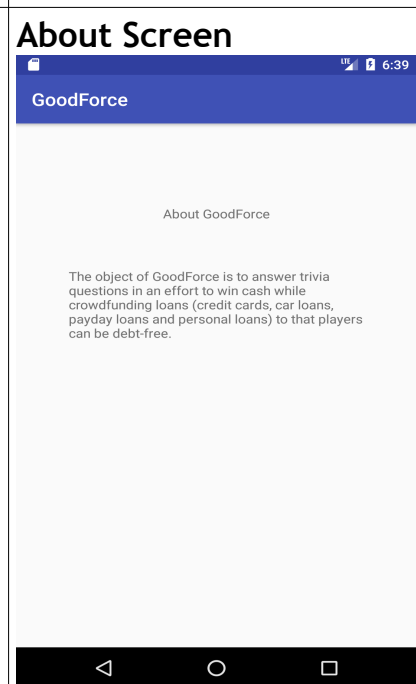 About Screen
LTE 6:39
GoodForce
About GoodForce
The object of GoodForce is to answer trivia
questions in an effort to win cash while
crowdfunding loans (credit cards, car loans,
payday loans and personal loans) to that players
can be debt-free.